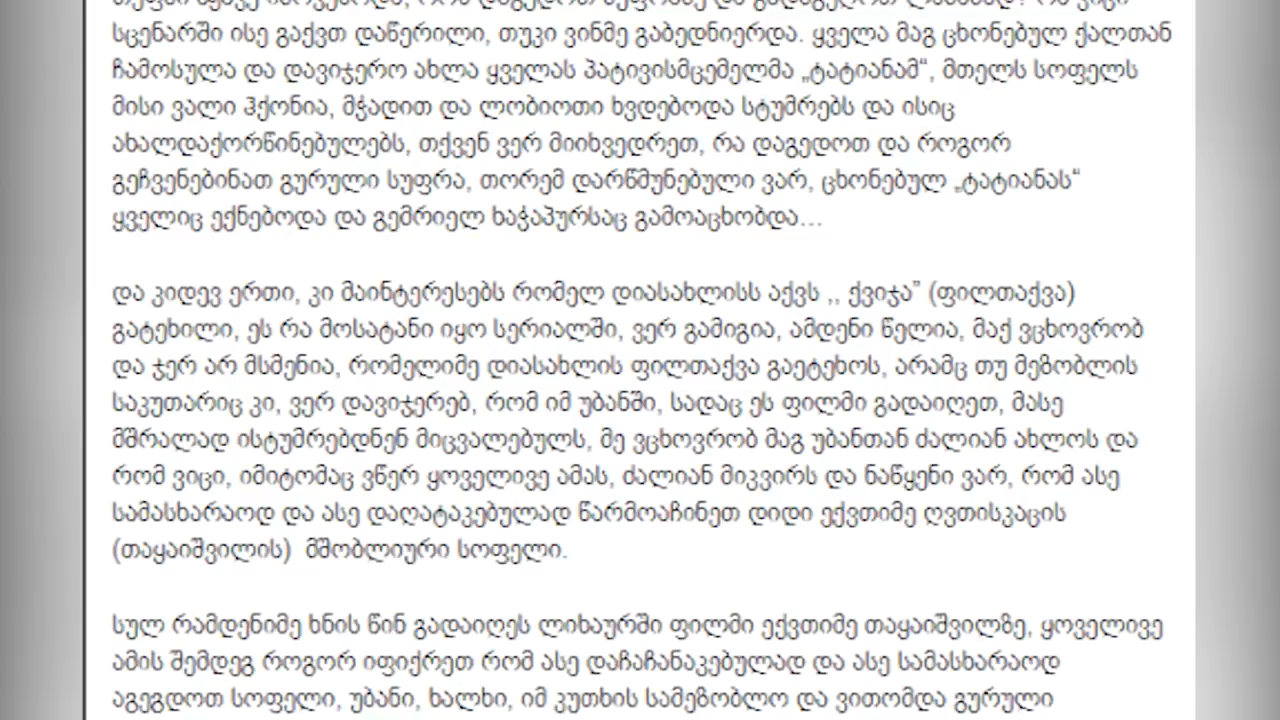 სცენარში ისე გაქვთ დაწერილი, თუკი ვინმე გაბედნიერდა. ყველა მაგ ცხონებულ ქალთან
ჩამოსულა და დავიჯერო ახლა ყველას პატივისმცემელმა „ტატიანამ“, მთელს სოფელს
მისი ვალი ჰქონია, მჭადით და ლობიოთი ხვდებოდა სტუმრებს და ისიც
ახალდაქორწინებულებს, თქვენ ვერ მიიხვედრეთ, რა დაგედოთ და როგორ
გეჩვენებინათ გურული სუფრა, თორემ დარწმუნებული ვარ, ცხონებულ „ტატიანას“
ყველიც ექნებოდა და გემრიელ ხაჭაპურსაც გამოაცხობდა...
და კიდევ ერთი, კი მაინტერესებს რომელ დიასახლისს აქვს ,, ქვიჯა” (ფილთაქვა)
გატეხილი, ეს რა მოსატანი იყო სერიალში, ვერ გამიგია, ამდენი წელია, მაქ ვცხოვრობ
და ჯერ არ მსმენია, რომელიმე დიასახლის ფილთაქვა გაეტეხოს, არამც თუ მეზობლის
საკუთარიც კი, ვერ დავიჯერებ, რომ იმ უბანში, სადაც ეს ფილმი გადაიღეთ, მასე
მშრალად ისტუმრებდნენ მიცვალებულს, მე ვცხოვრობ მაგ უბანთან ძალიან ახლოს და
რომ ვიცი, იმიტომაც ვწერ ყოველივე ამას, ძალიან მიკვირს და ნაწყენი ვარ, რომ ასე
სამასხარაოდ და ასე დაღატაკებულად წარმოაჩინეთ დიდი ექვთიმე ღვთისკაცის
(თაყაიშვილის)  მშობლიური სოფელი.
სულ რამდენიმე ხნის წინ გადაიღეს ლიხაურში ფილმი ექვთიმე თაყაიშვილზე, ყოველივე
ამის შემდეგ როგორ იფიქრეთ რომ ასე დაჩაჩანაკებულად და ასე სამასხარაოდ
აგეგდოთ სოფელი, უბანი, ხალხი, იმ კუთხის სამეზობლო და ვითომდა გურული